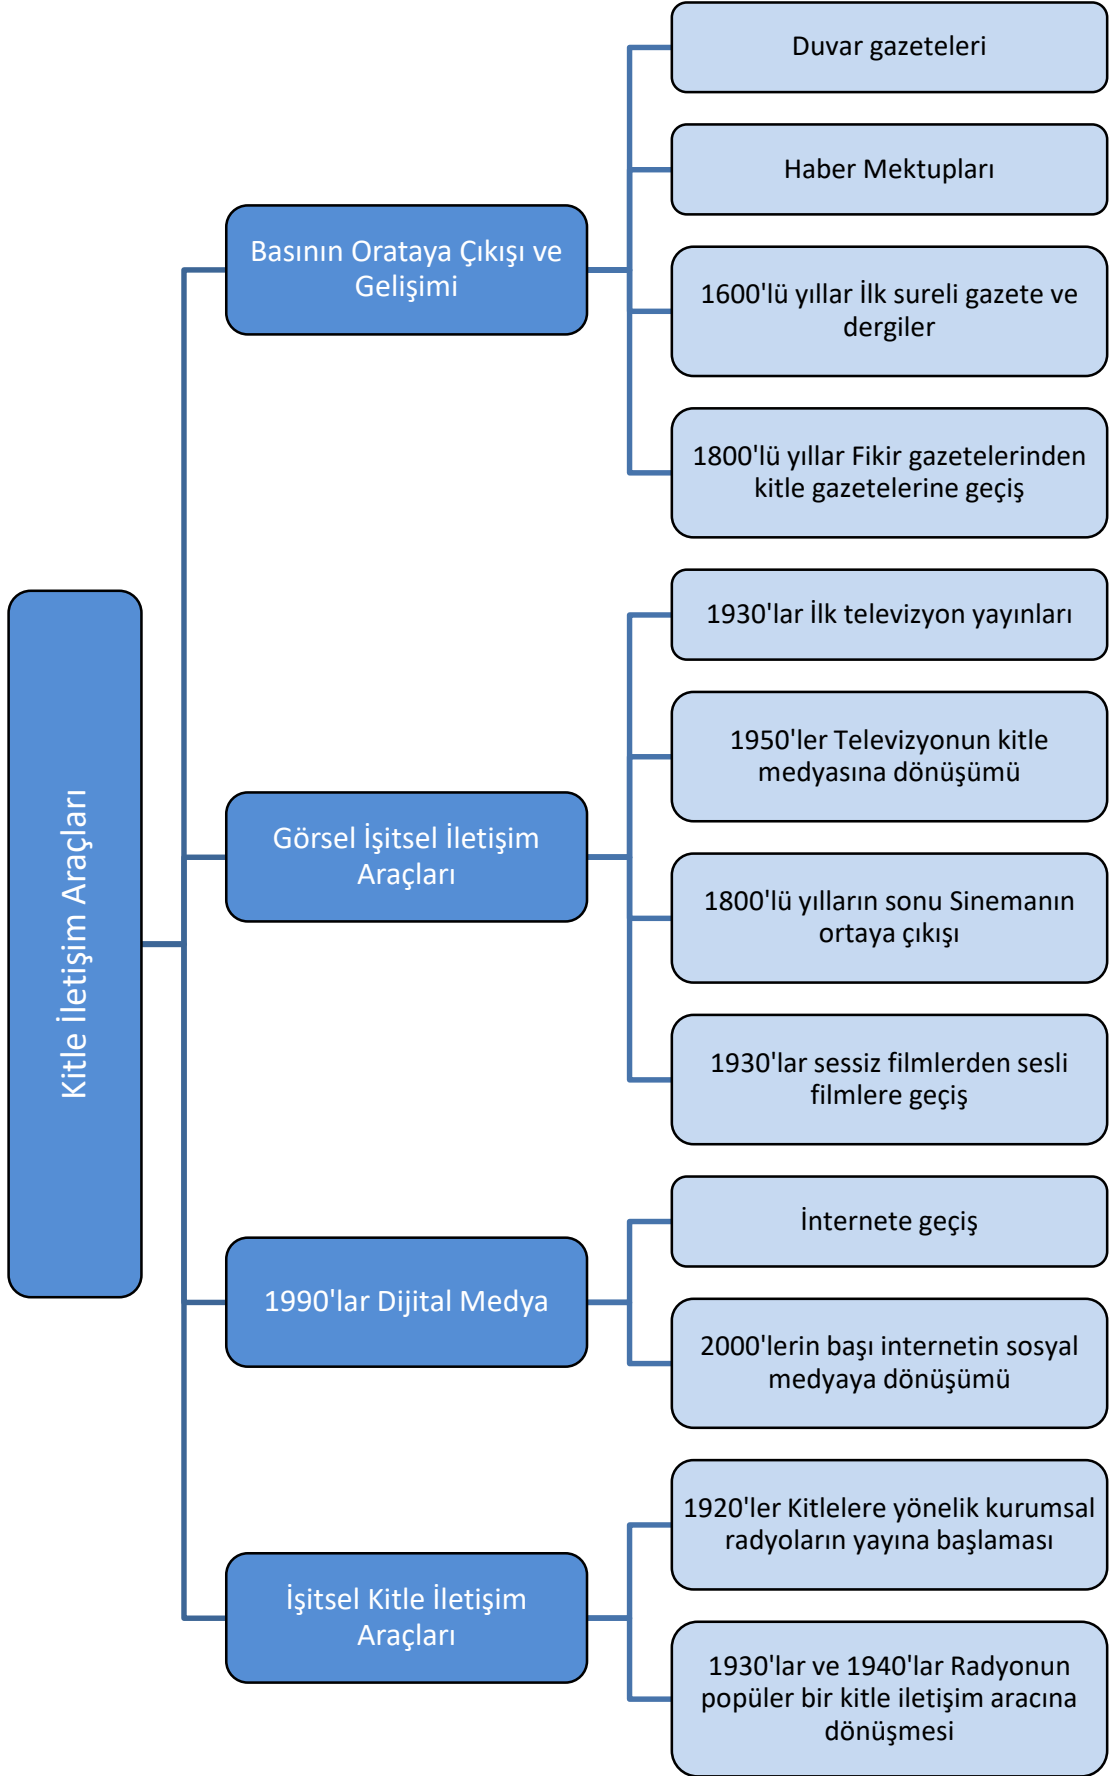 Kitle İletişim Araçları
Basının Orataya Çıkışı ve
Gelişimi
Duvar gazeteleri
Haber Mektupları
1600'lü yıllar İlk sureli gazete ve
dergiler
1800'lü yıllar Fikir gazetelerinden
kitle gazetelerine geçiş
Görsel İşitsel İletişim
Araçları
1930'lar İlk televizyon yayınları
1950'ler Televizyonun kitle
medyasına dönüşümü
1800'lü yılların sonu Sinemanın
ortaya çıkışı
1930'lar sessiz filmlerden sesli
filmlere geçiş
1990'lar Dijital Medya
İnternete geçiş
2000'lerin başı internetin sosyal
medyaya dönüşümü
İşitsel Kitle İletişim
Araçları
1920'ler Kitlelere yönelik kurumsal
radyoların yayına başlaması
1930'lar ve 1940'lar Radyonun
popüler bir kitle iletişim aracına
dönüşmesi